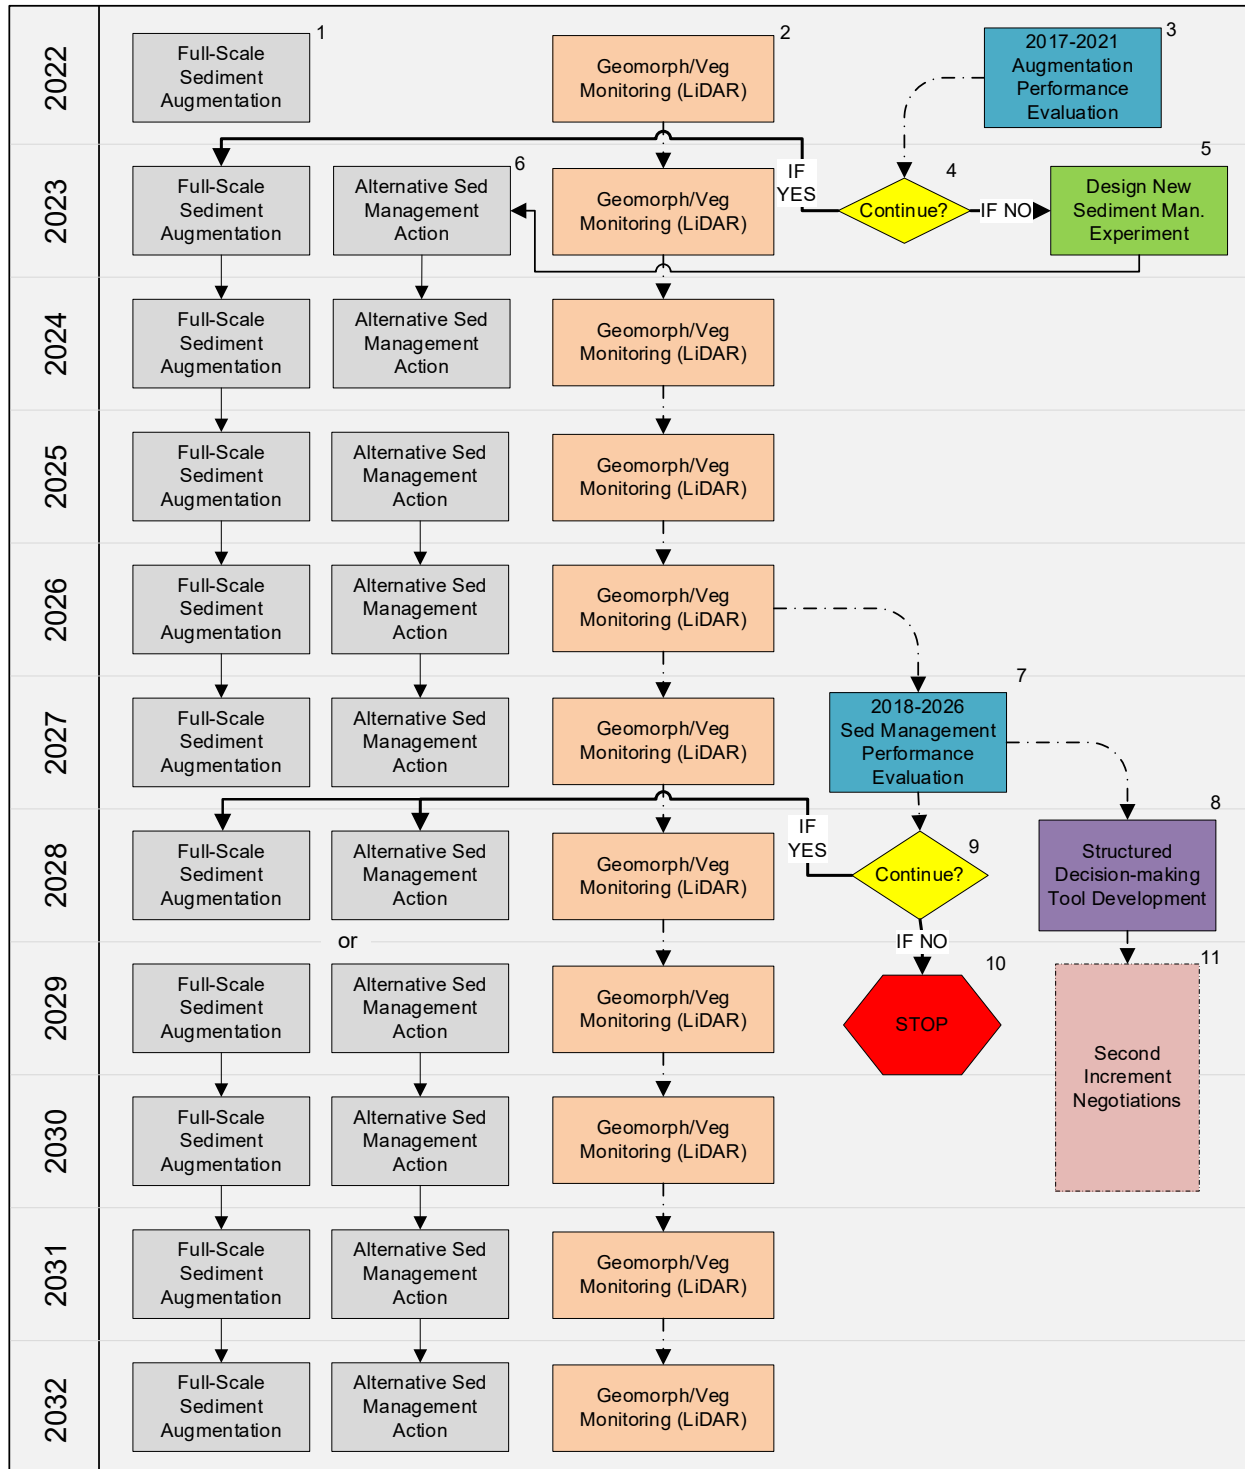 2022
Full-Scale
Sediment
Augmentation
1
Geomorph/Veg
Monitoring (LiDAR)
2
2017-2021
Augmentation
Performance
Evaluation
3
2023
Full-Scale
Sediment
Augmentation
Alternative Sed
Management
Action
6
Geomorph/Veg
Monitoring (LiDAR)
IF
YES
Continue?
4
IF NO
Design New
Sediment Man.
Experiment
5
2024
Full-Scale
Sediment
Augmentation
Alternative Sed
Management
Action
Geomorph/Veg
Monitoring (LiDAR)
2025
Full-Scale
Sediment
Augmentation
Alternative Sed
Management
Action
Geomorph/Veg
Monitoring (LiDAR)
2026
Full-Scale
Sediment
Augmentation
Alternative Sed
Management
Action
Geomorph/Veg
Monitoring (LiDAR)
2027
Full-Scale
Sediment
Augmentation
Alternative Sed
Management
Action
Geomorph/Veg
Monitoring (LiDAR)
2018-2026
Sed Management
Performance
Evaluation
7
2028
Full-Scale
Sediment
Augmentation
Alternative Sed
Management
Action
Geomorph/Veg
Monitoring (LiDAR)
IF
YES
Continue?
9
IF NO
Structured
Decision-making
Tool Development
8
or
2029
Full-Scale
Sediment
Augmentation
Alternative Sed
Management
Action
Geomorph/Veg
Monitoring (LiDAR)
STOP
10
Second
Increment
Negotiations
11
2030
Full-Scale
Sediment
Augmentation
Alternative Sed
Management
Action
Geomorph/Veg
Monitoring (LiDAR)
2031
Full-Scale
Sediment
Augmentation
Alternative Sed
Management
Action
Geomorph/Veg
Monitoring (LiDAR)
2032
Full-Scale
Sediment
Augmentation
Alternative Sed
Management
Action
Geomorph/Veg
Monitoring (LiDAR)